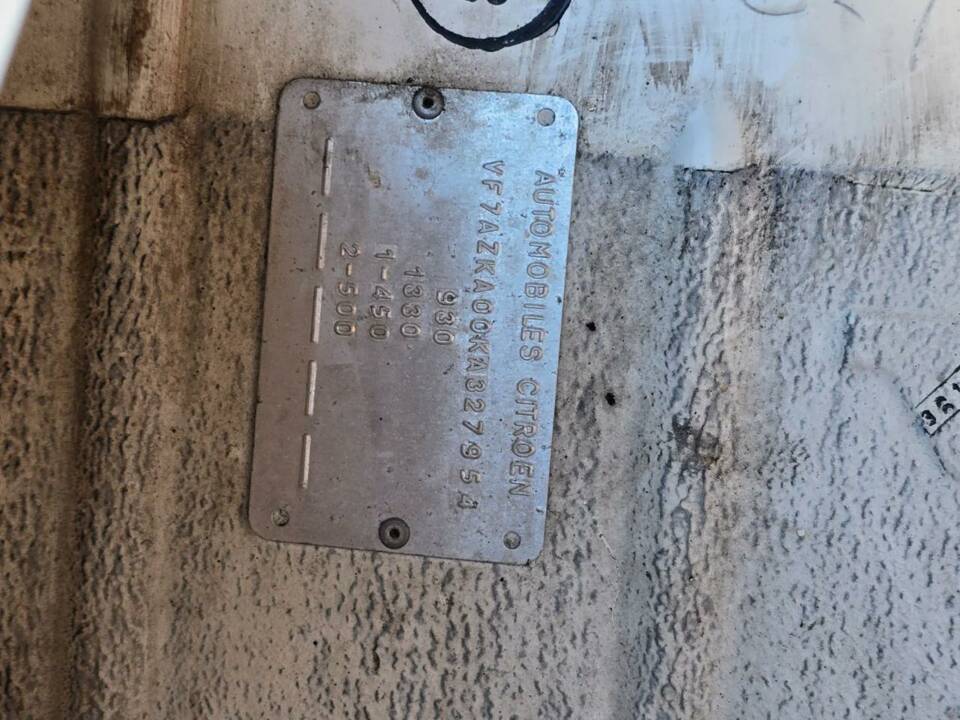 AUTOMOBILES CITROEN
VF7AZKA00KA327954
930
1330
1-450
2-500